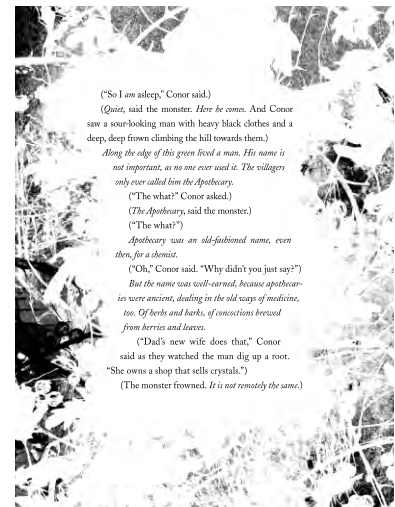 (“So I am asleep,” Conor said.)
(Quiet, said the monster. Here he comes. And Conor
saw a sour-looking man with heavy black clothes and a
deep, deep frown climbing the hill towards them.)
Along the edge of this green lived a man. His name is
not important, as no one ever used it. The villagers
only ever called him the Apothecary.
(“The what?” Conor asked.)
(The Apothecary, said the monster.)
(“The what?”)
Apothecary was an old-fashioned name, even
then, for a chemist.
(“Oh,” Conor said. “Why didn’t you just say?”)
But the name was well-earned, because apothecar-
ies were ancient, dealing in the old ways of medicine,
too. Of herbs and barks, of concoctions brewed
from berries and leaves.
(“Dad’s new wife does that,” Conor
said as they watched the man dig up a root.
“She owns a shop that sells crystals.”)
(The monster frowned. It is not remotely the same.)